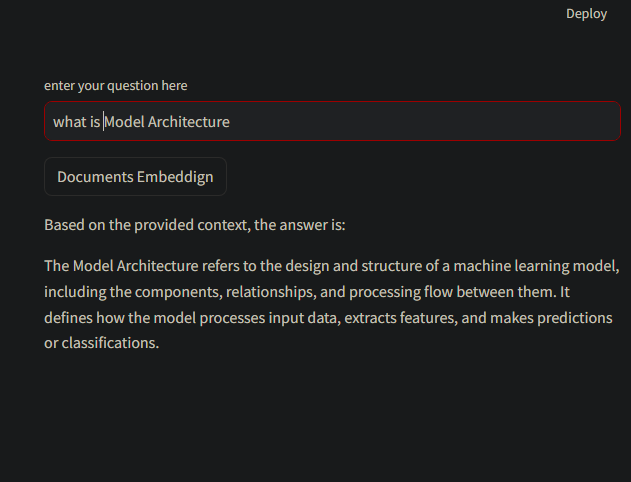 Deploy
enter your question here
what is Model Architecture
Documents Embeddign
Based on the provided context, the answer is:
The Model Architecture refers to the design and structure of a machine learning model,
including the components, relationships, and processing flow between them. It
defines how the model processes input data, extracts features, and makes predictions
or classifications.